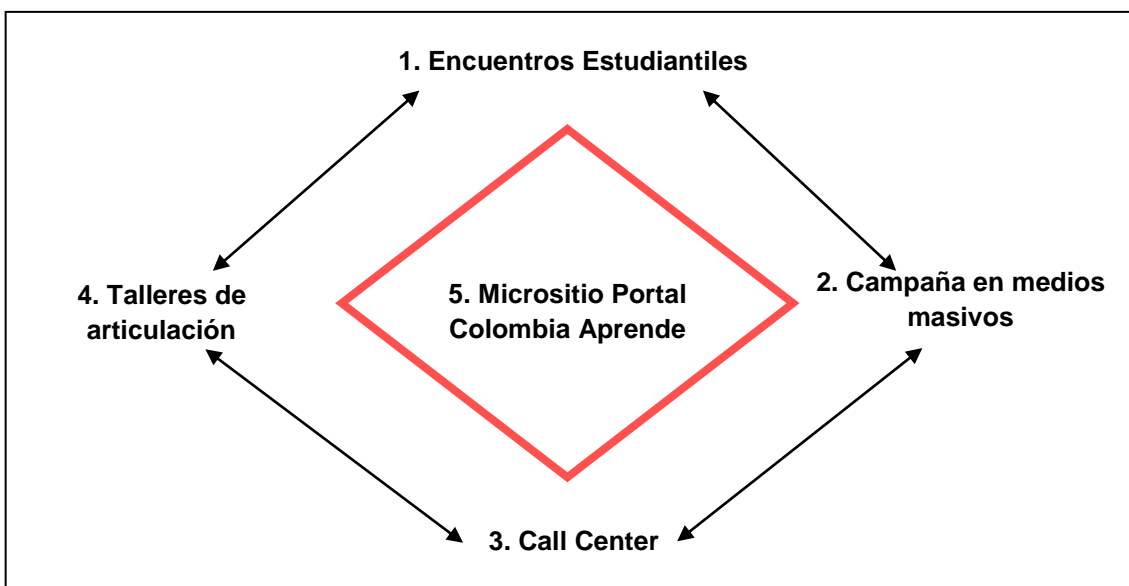 1. Encuentros Estudiantiles
4. Talleres de
articulación
5. Micrositio Portal
Colombia Aprende
2. Campaña en medios
masivos
3. Call Center